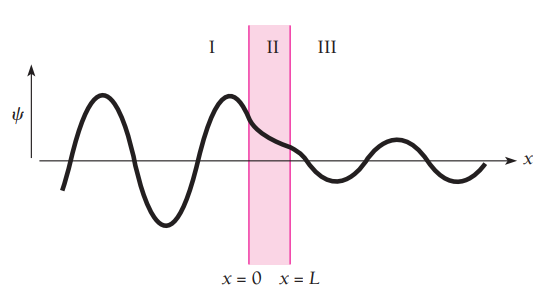 I II III
ψ
x
x = 0 x = L